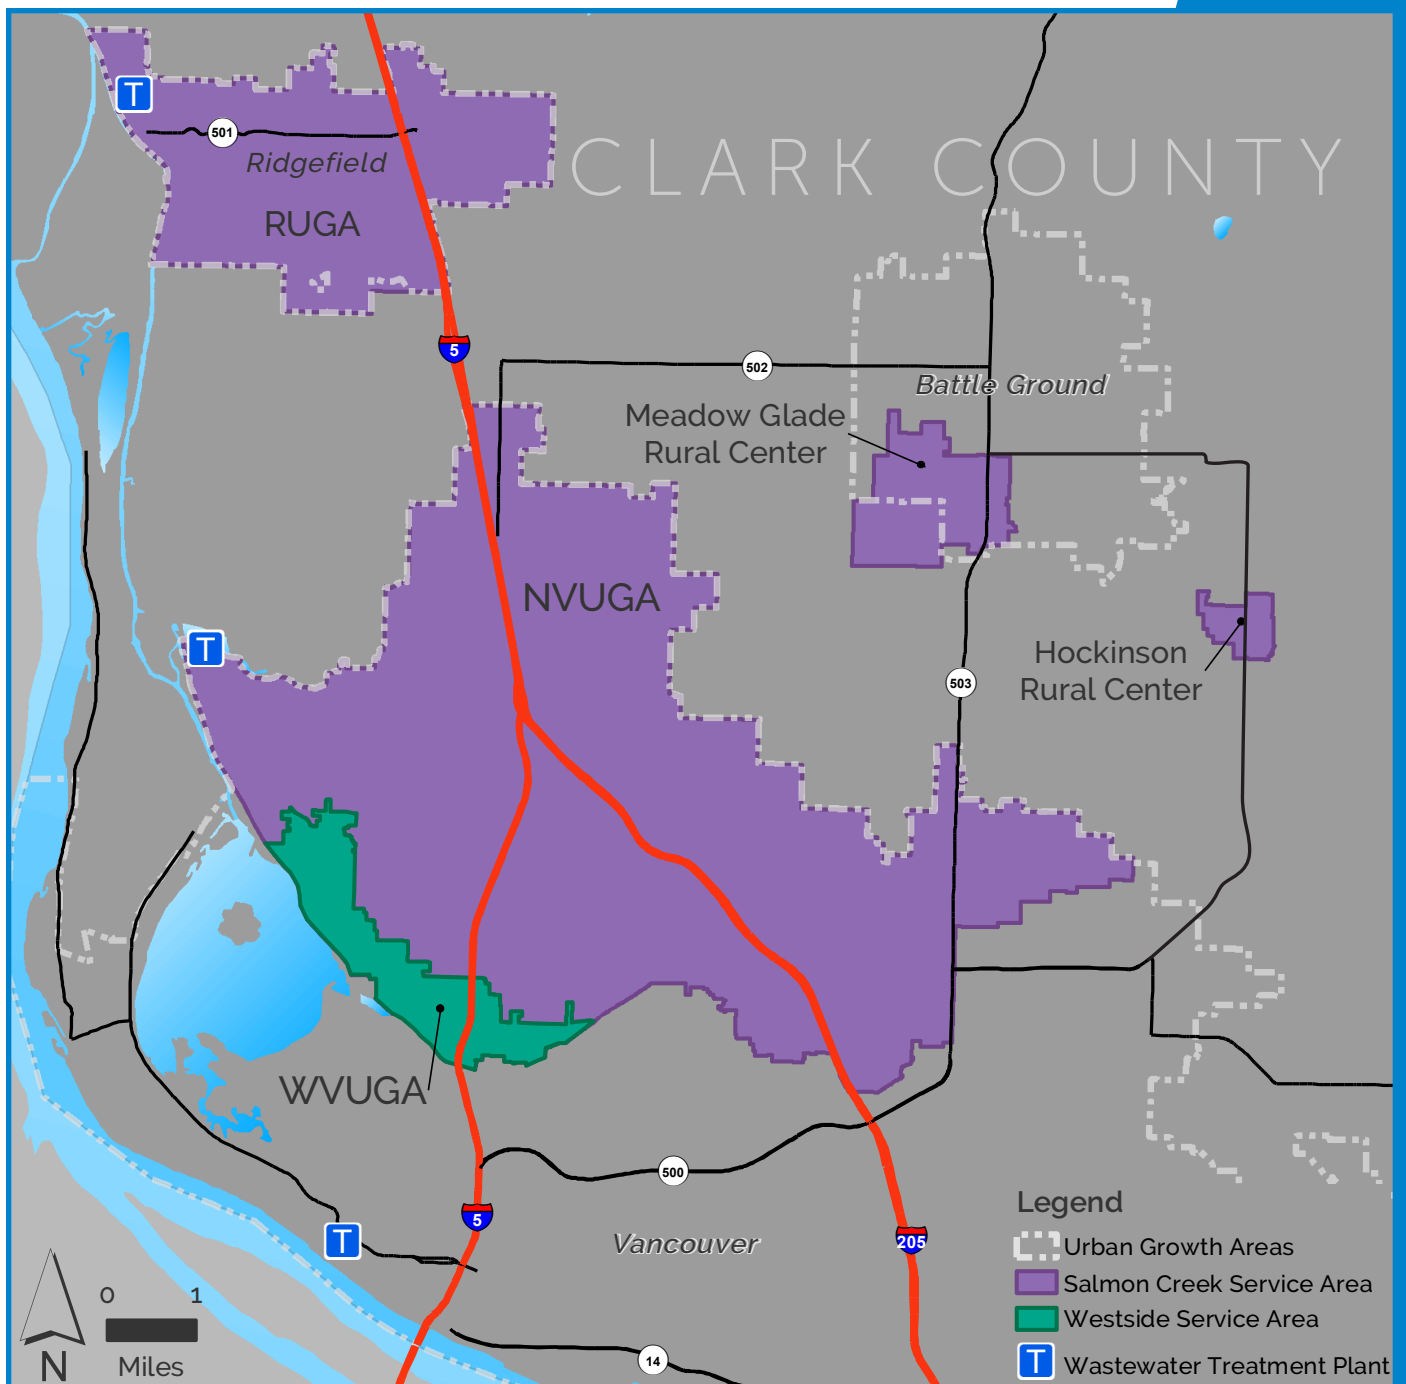 T
501
Ridgefield
CLARK COUNTY
RUGA
5
502
Battle Ground
Meadow Glade
Rural Center
NVUGA
T
Hockinson
Rural Center
503
WVUGA
500
5
Vancouver
205
T
14
0 1
Miles
N
Legend
Urban Growth Areas
Salmon Creek Service Area
Westside Service Area
T Wastewater Treatment Plant